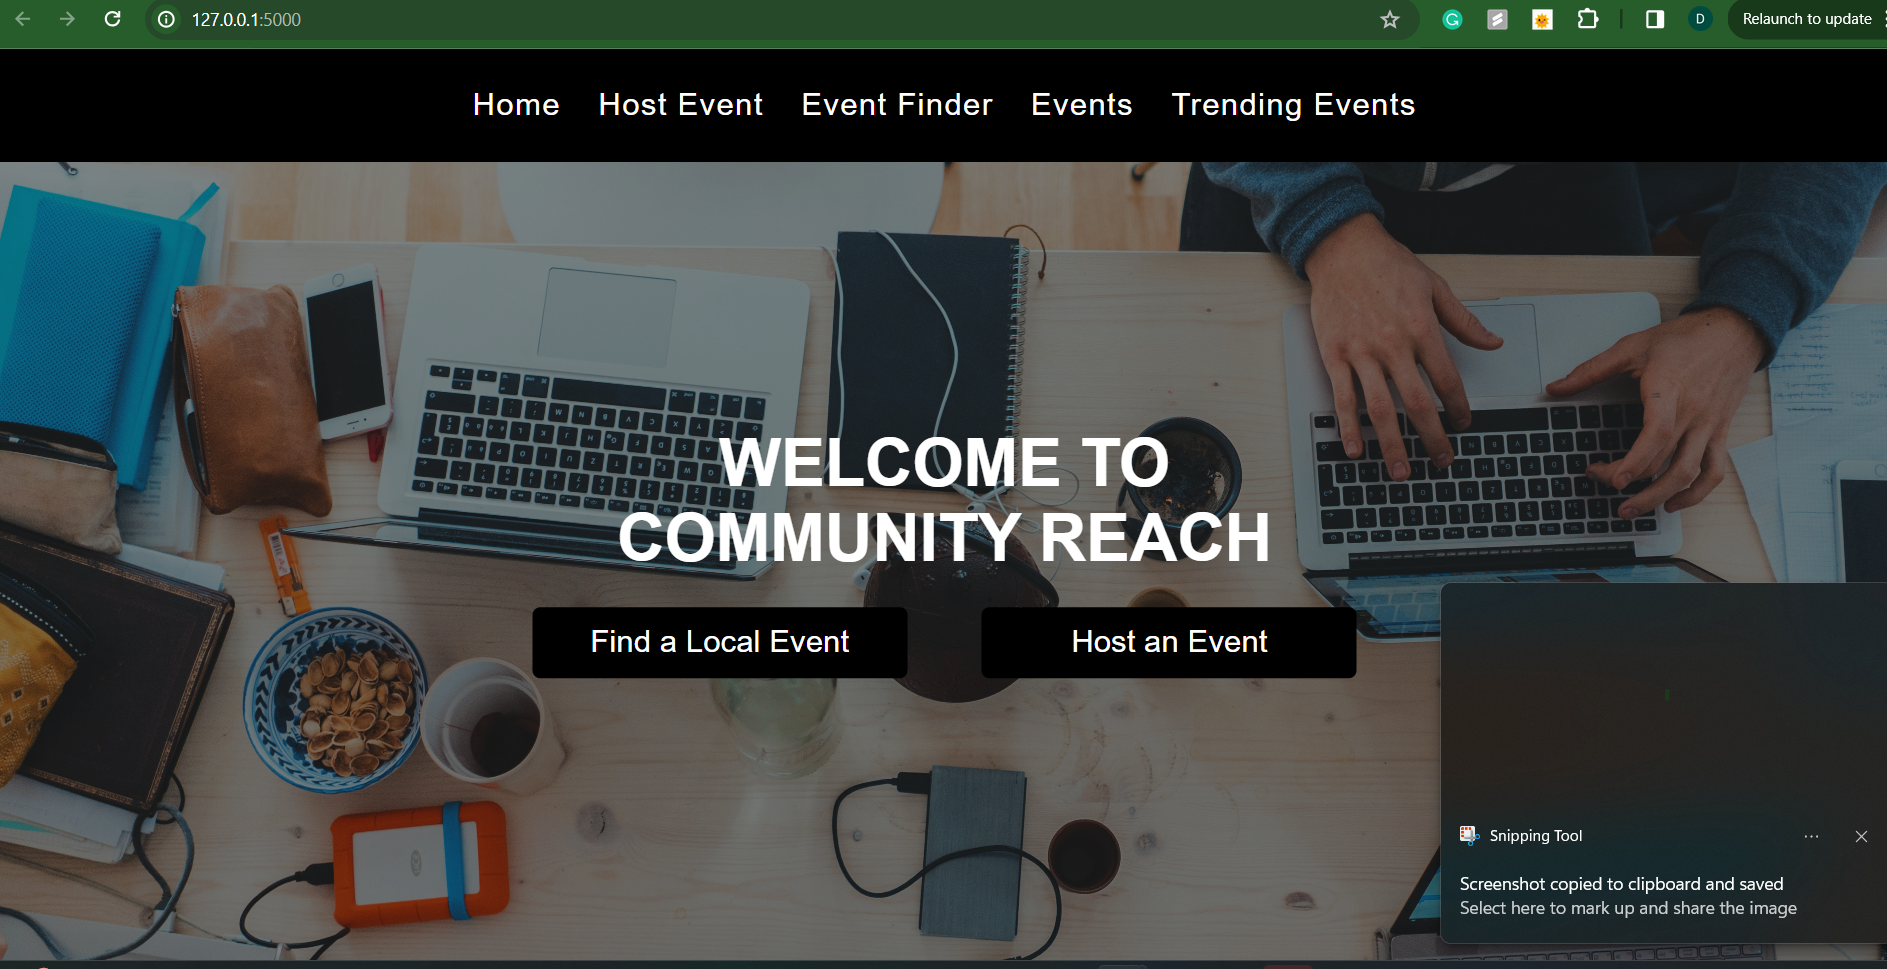 127.0.0.1:5000
D
Relaunch to update
Home Host Event Event Finder Events Trending Events
WELCOME TO
COMMUNITY REACH
Find a Local Event Host an Event
Snipping Tool
Screenshot copied to clipboard and saved
Select here to mark up and share the image